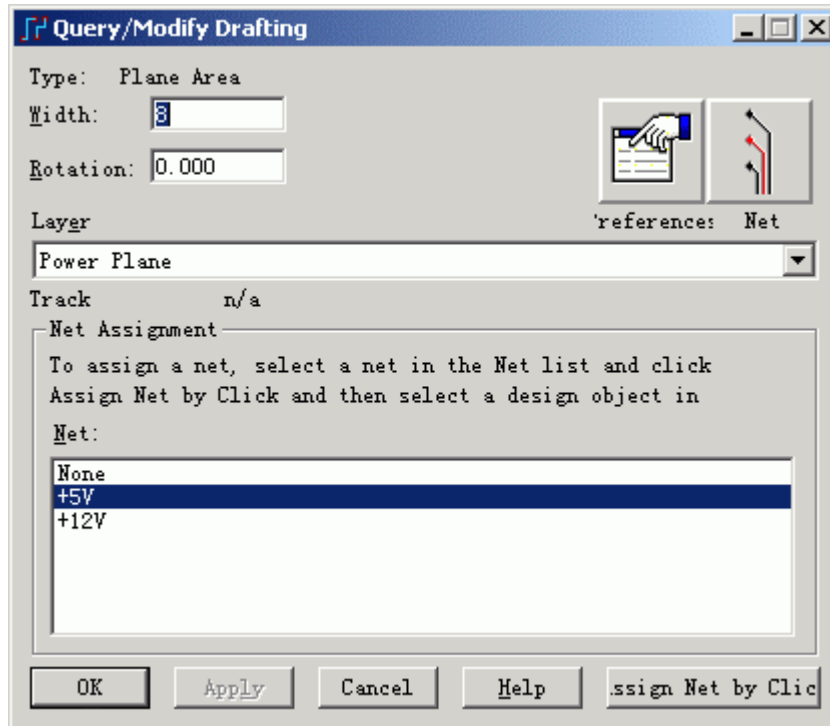 Query/Modify Drafting
Type: Plane Area
Width: 8
Rotation: 0.000
'references Net
Layer
Power Plane
Track n/a
Net Assignment
To assign a net, select a net in the Net list and click
Assign Net by Click and then select a design object in
Net:
None
+5V
+12V
OK Apply Cancel Help .ssign Net by Clic